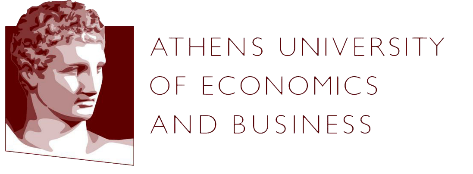 ATHENS UNIVERSITY
OF ECONOMICS
AND BUSINESS